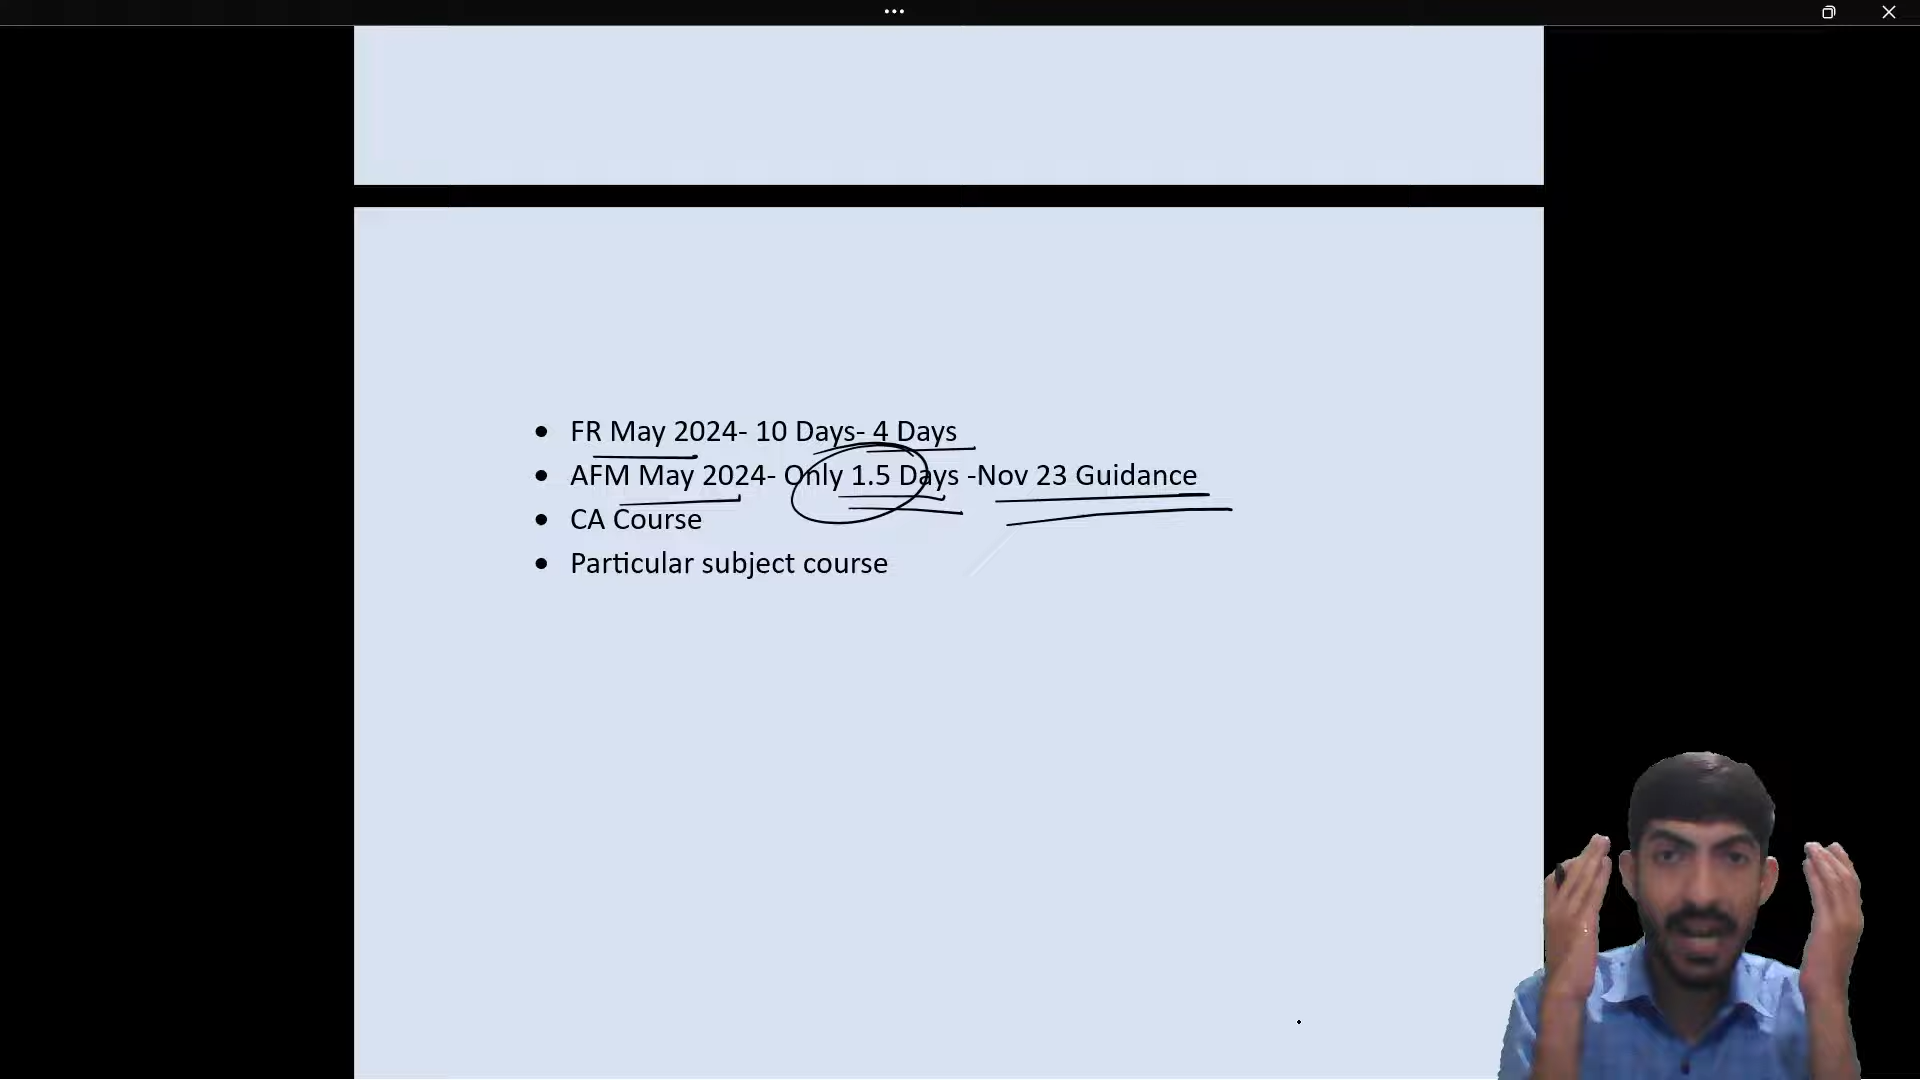 • FR May 2024- 10 Days- 4 Days
• AFM May 2024- Only 1.5 Days -Nov 23 Guidance
• CA Course
• Particular subject course